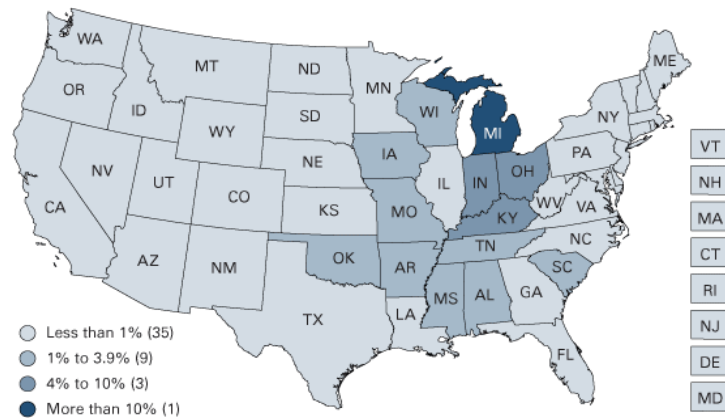 WA
MT
ND
MN
ME
OR
ID
SD
WI
NY
WY
MI
IA
NE
PA
NV
UT
CO
IL
IN
OH
CA
KS
MO
WV
VA
KY
AZ
NM
OK
AR
TN
NC
SC
TX
LA
MS
AL
GA
FL
VT
NH
MA
CT
RI
NJ
DE
MD
Less than 1% (35)
1% to 3.9% (9)
4% to 10% (3)
More than 10% (1)